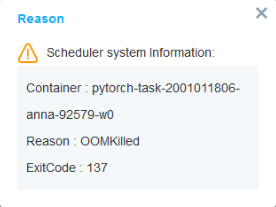 Reason
Scheduler system Information:
Container : pytorch-task-2001011806-
anna-92579-w0
Reason : OOMKilled
ExitCode : 137